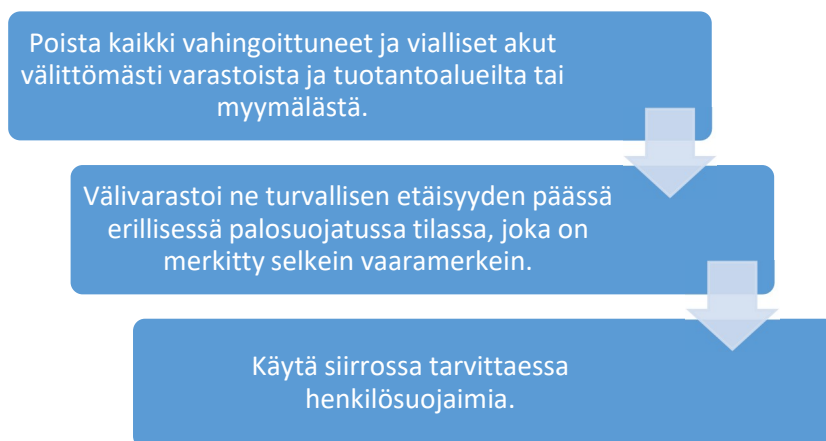 Poista kaikki vahingoittuneet ja vialliset akut
välittömästi varastoista ja tuotantoalueilta tai
myymälästä.
Välivarastoi ne turvallisen etäisyyden päässä
erillisessä palosuojatussa tilassa, joka on
merkitty selkein vaaramerkein.
Käytä siirrossa tarvittaessa
henkilösuojaimia.